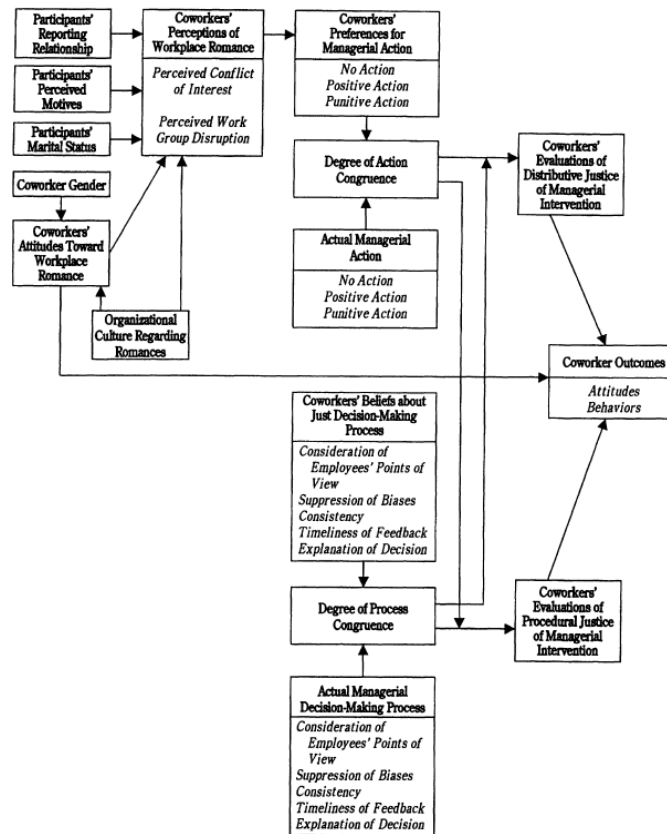 Participants'
Reporting
Relationship
Participants'
Perceived
Motives
Participants'
Marital Status
Coworkers'
Perceptions of
Workplace Romance
Perceived Conflict
of Interest
Perceived Work
Group Disruption
Coworkers'
Preferences for
Managerial Action
No Action
Positive Action
Punitive Action
Coworker Gender
Coworkers'
Attitudes Toward
Workplace
Romance
Organizational
Culture Regarding
Romances
Degree of Action
Congruence
Actual Managerial
Action
No Action
Positive Action
Punitive Action
Coworkers'
Evaluations of
Distributive Justice
of Managerial
Intervention
Coworker Outcomes
Attitudes
Behaviors
Coworkers' Beliefs about
Just Decision-Making
Process
Consideration of
Employees' Points of
View
Suppression of Biases
Consistency
Timeliness of Feedback
Explanation of Decision
Degree of Process
Congruence
Coworkers'
Evaluations of
Procedural Justice
of Managerial
Intervention
Actual Managerial
Decision-Making Process
Consideration of
Employees' Points of
View
Suppression of Biases
Consistency
Timeliness of Feedback
Explanation of Decision